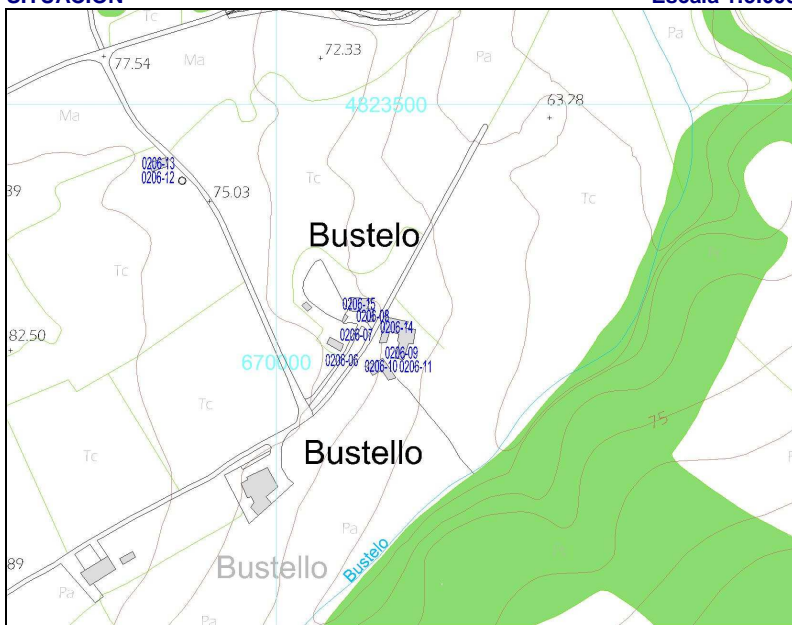 Tc
Pa
77.54
Ma
72.33
Pa
4823500
63.78
Ma
0206-13
0206-12
Tc
75.03
Tc
Bustelo
Tc
0206-15
0206-08
0206-14
82.50
0206-07
0206-09
670000
0206-06
0206-10 0206-11
Tc
75
Bustello
Tc
Pa
Bustelo
Bustello
89
Pa
Pa